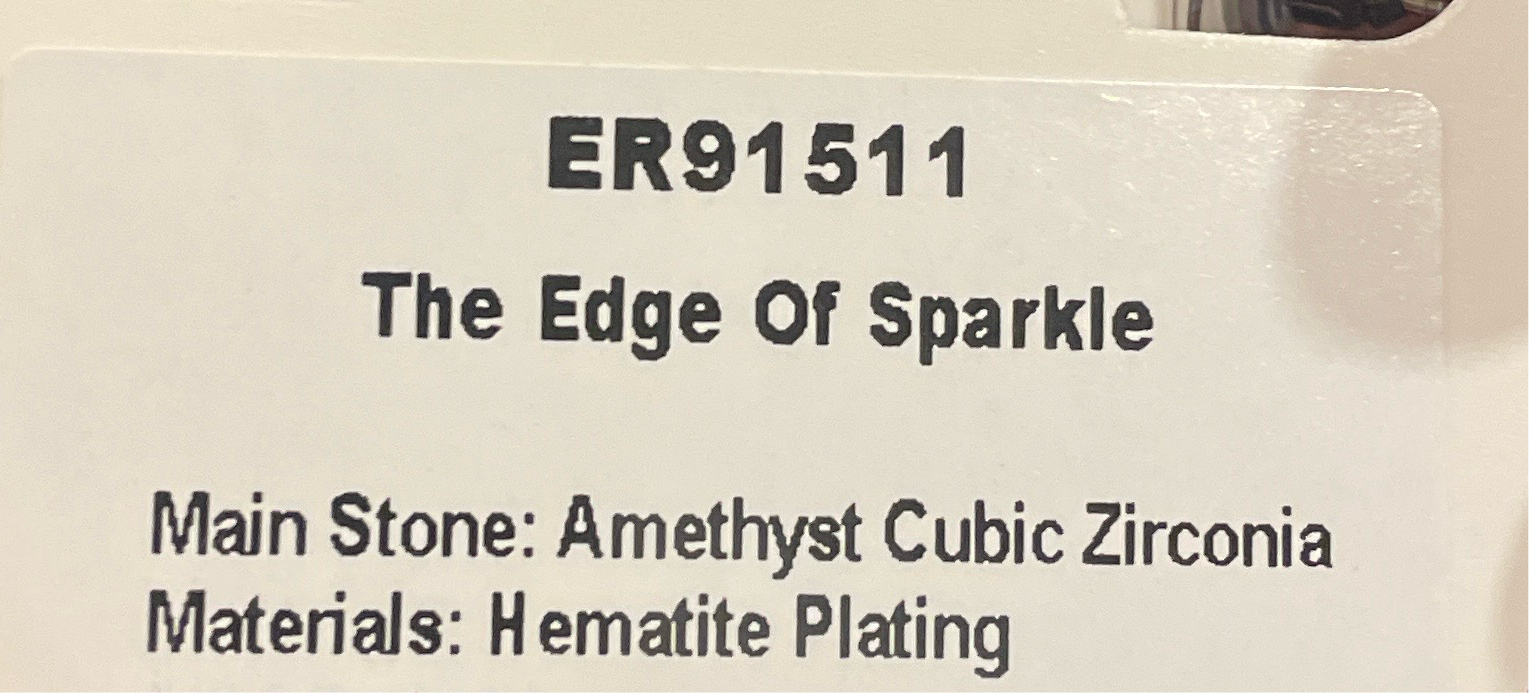 ER91511
The Edge Of Sparkle
Main Stone: Amethyst Cubic Zirconia
Materials: Hematite Plating